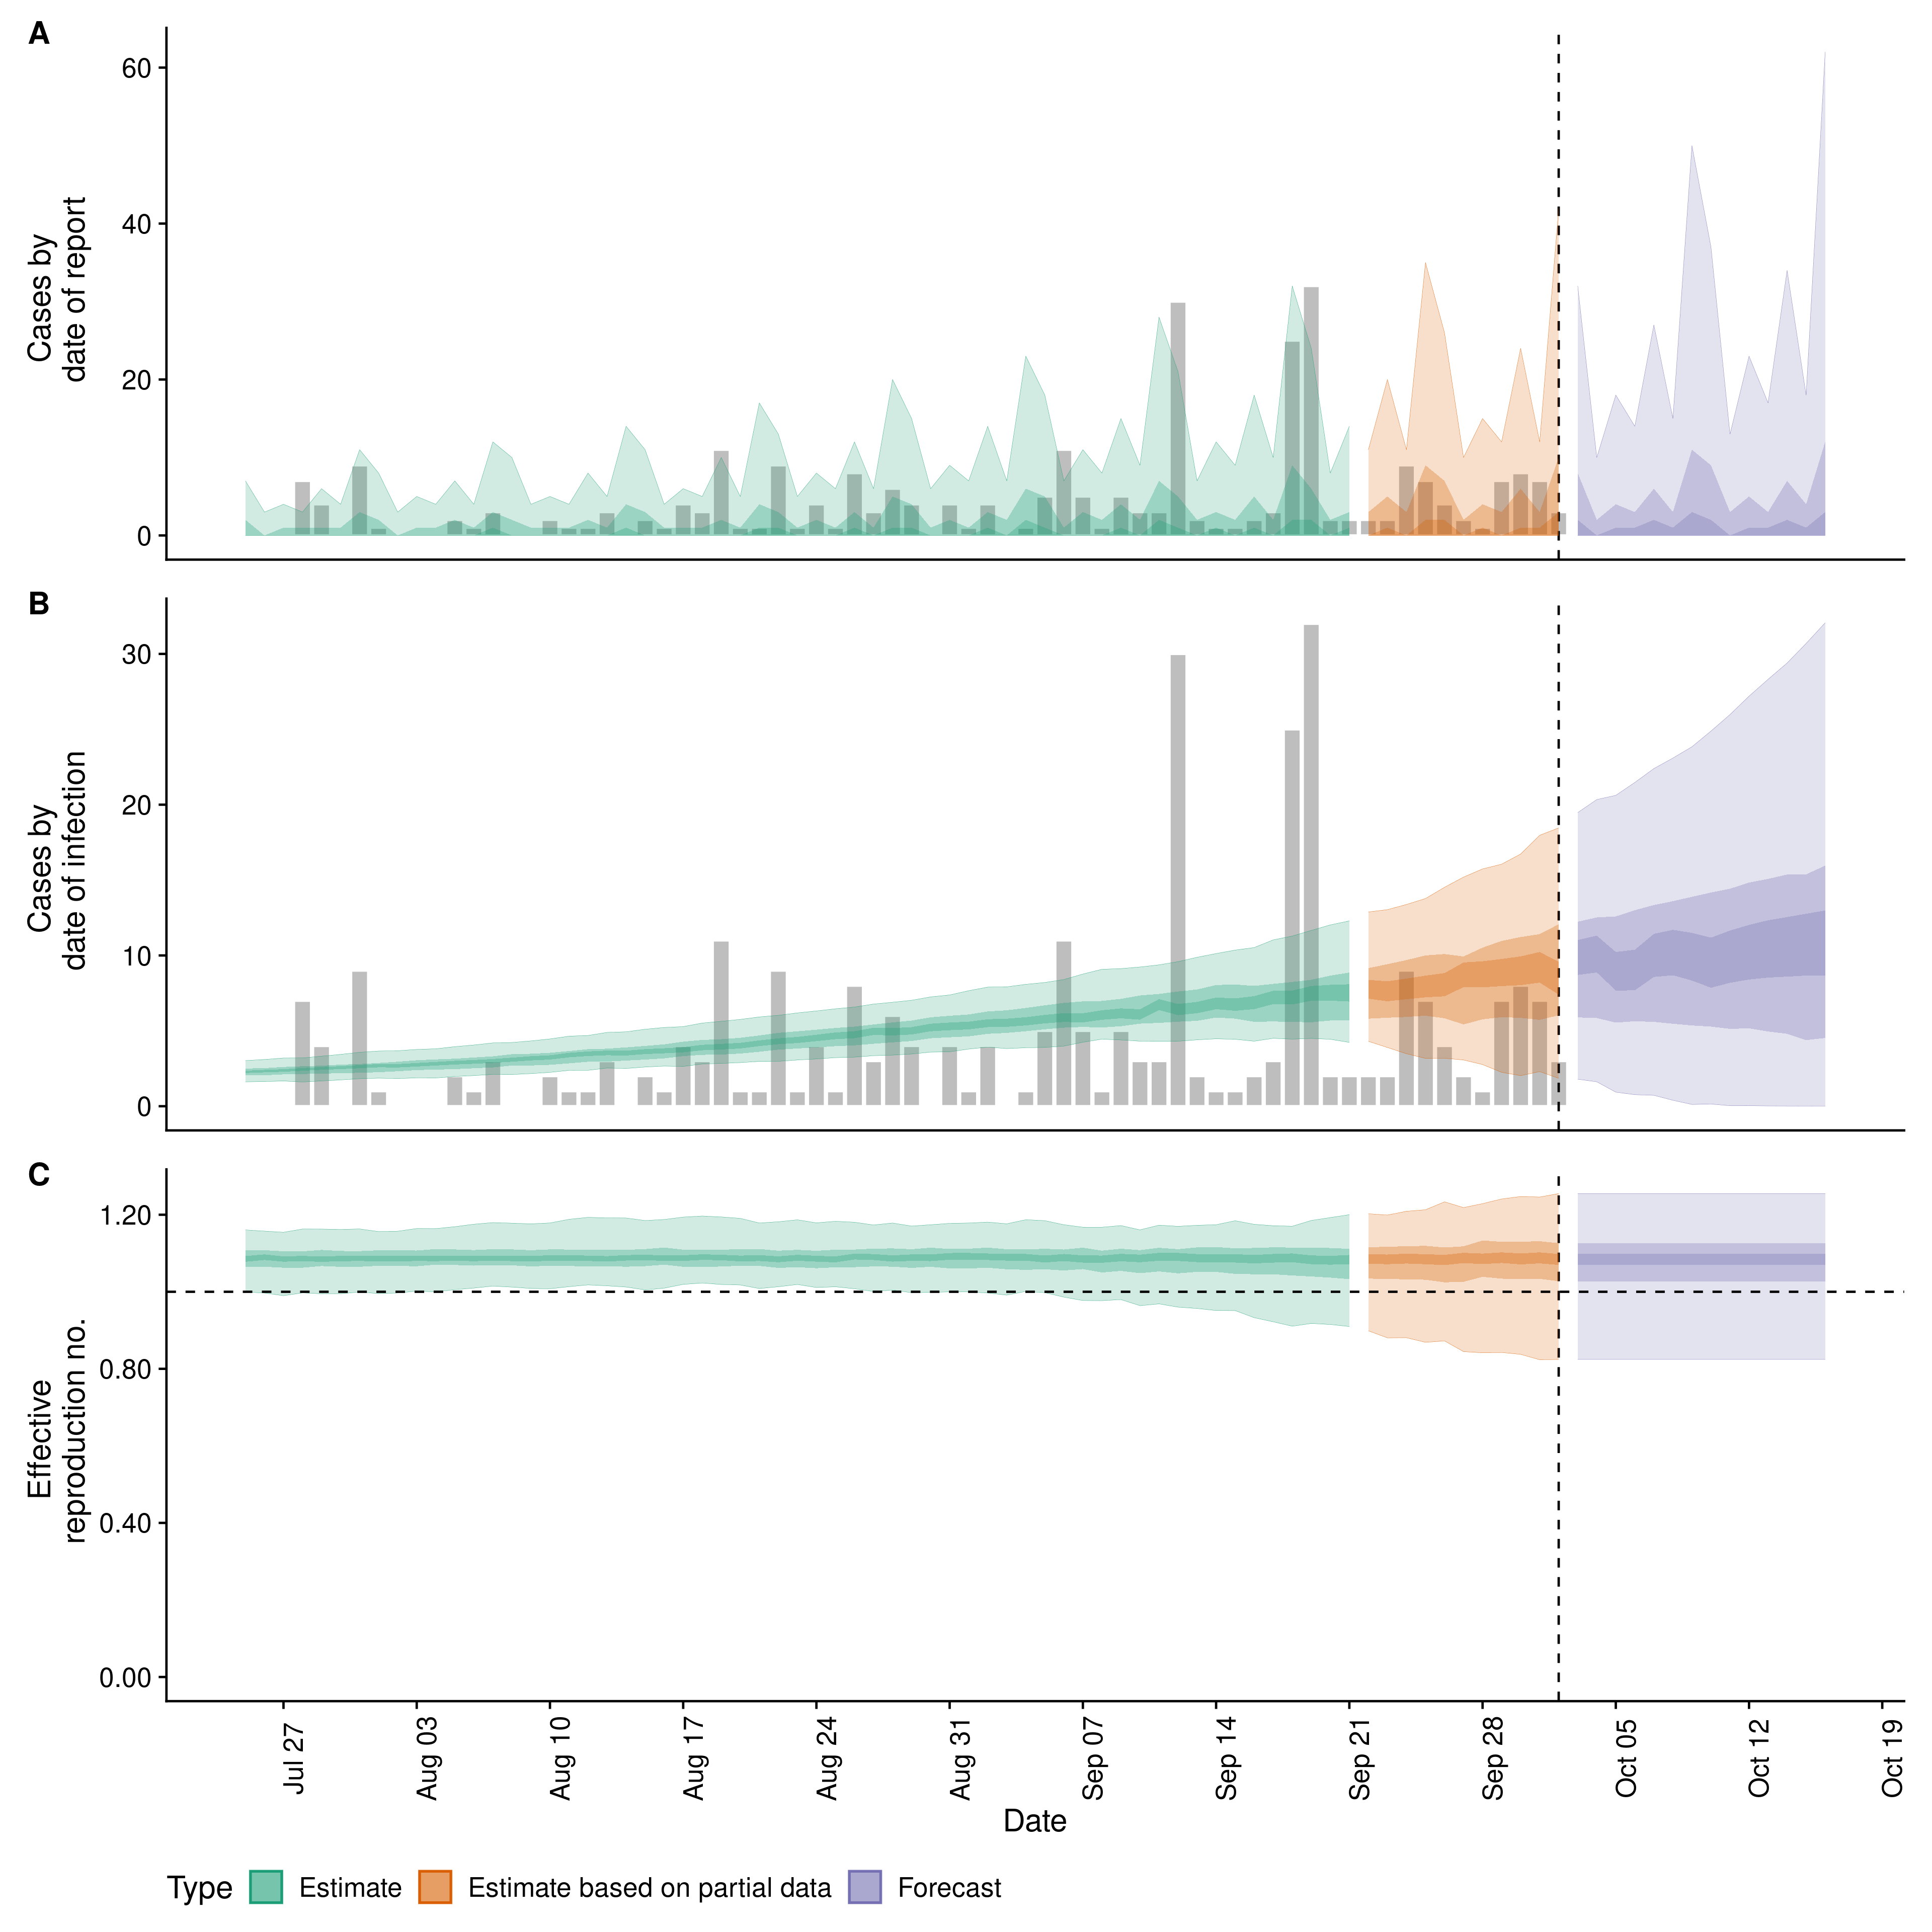 A
60
40
20
0
Cases by
date of report
B
30
20
10
0
Cases by
date of infection
C
1.20
0.80
0.40
0.00
Effective
reproduction no.
Jul 27
Aug 03
Aug 10
Aug 17
Aug 24
Aug 31
Sep 07
Sep 14
Sep 21
Sep 28
Oct 05
Oct 12
Oct 19
Date
Type Estimate Estimate based on partial data Forecast